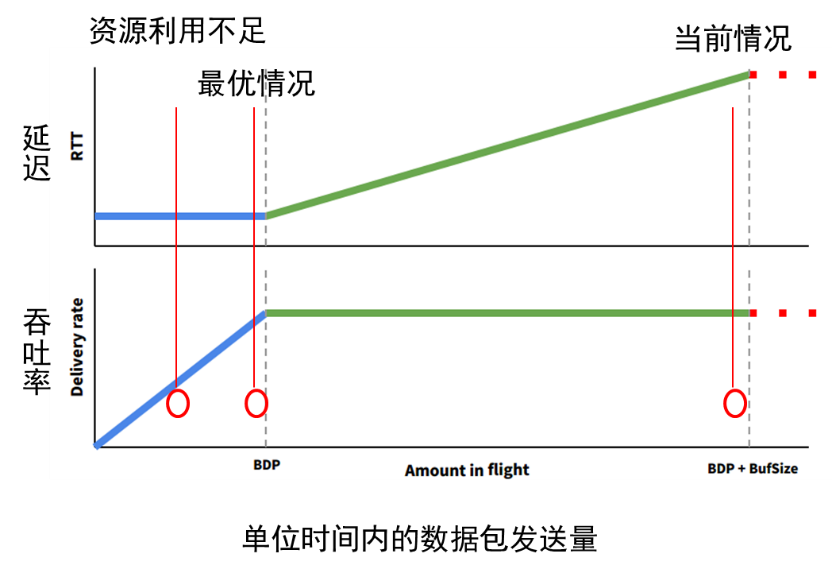 资源利用不足
当前情况
最优情况
延迟
RTT
吞吐率
Delivery rate
BDP
Amount in flight
BDP + BufSize
单位时间内的数据包发送量